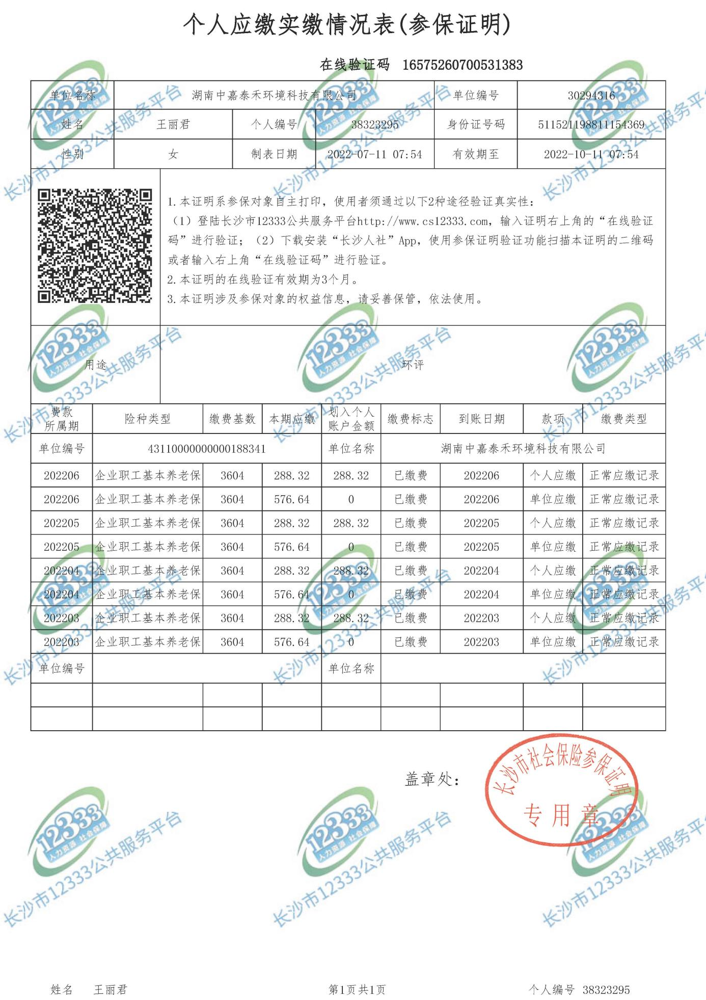 个人应缴实缴情况表(参保证明)
在线验证码 16575260700531383
单位名称 湖南中嘉泰禾环境科技有限公司 单位编号 30294316
姓名 王丽君 个人编号 38323295 身份证号码 511521198811154369
性别 女 制表日期 2022-07-11 07:54 有效期至 2022-10-11 07:54
1.本证明系参保对象自主打印，使用者须通过以下2种途径验证真实性：
（1）登陆长沙市12333公共服务平台http://www.cs12333.com，输入证明右上角的“在线验证
码”进行验证；（2）下载安装“长沙人社”App，使用参保证明验证功能扫描本证明的二维码
或者输入右上角“在线验证码”进行验证。
2.本证明的在线验证有效期为3个月。
3.本证明涉及参保对象的权益信息，请妥善保管，依法使用。
用途 环评
费款所属期 险种类型 缴费基数 本期应缴 划入个人账户金额 缴费标志 到账日期 款项 缴费类型
单位编号 43110000000000188341 单位名称 湖南中嘉泰禾环境科技有限公司
202206 企业职工基本养老保 3604 288.32 288.32 已缴费 202206 个人应缴 正常应缴记录
202206 企业职工基本养老保 3604 576.64 0 已缴费 202206 单位应缴 正常应缴记录
202205 企业职工基本养老保 3604 288.32 288.32 已缴费 202205 个人应缴 正常应缴记录
202205 企业职工基本养老保 3604 576.64 0 已缴费 202205 单位应缴 正常应缴记录
202204 企业职工基本养老保 3604 288.32 288.32 已缴费 202204 个人应缴 正常应缴记录
202204 企业职工基本养老保 3604 576.64 0 已缴费 202204 单位应缴 正常应缴记录
202203 企业职工基本养老保 3604 288.32 288.32 已缴费 202203 个人应缴 正常应缴记录
202203 企业职工基本养老保 3604 576.64 0 已缴费 202203 单位应缴 正常应缴记录
单位编号 单位名称
盖章处：
长沙市社会保险参保证明
专用章
12333
人力资源 社会保障
长沙市12333公共服务平台
姓名 王丽君 第1页共1页 个人编号 38323295